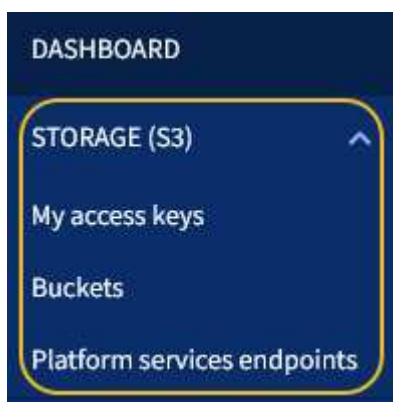 DASHBOARD
STORAGE (S3)
My access keys
Buckets
Platform services endpoints